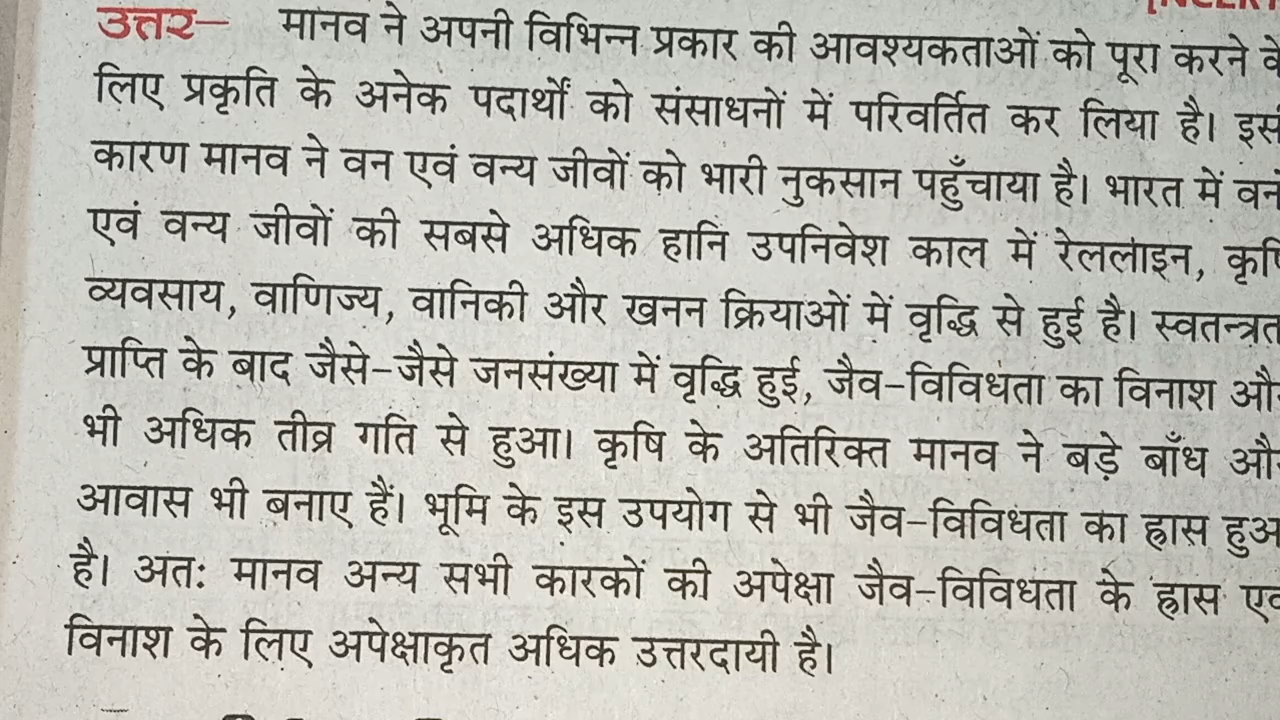 [NCERT
उत्तर— मानव ने अपनी विभिन्न प्रकार की आवश्यकताओं को पूरा करने के
लिए प्रकृति के अनेक पदार्थों को संसाधनों में परिवर्तित कर लिया है। इस
कारण मानव ने वन एवं वन्य जीवों को भारी नुकसान पहुँचाया है। भारत में
एवं वन्य जीवों की सबसे अधिक हानि उपनिवेश काल में रेललाइन,
व्यवसाय, वाणिज्य, वानिकी और खनन क्रियाओं में वृद्धि से हुई है।
प्राप्ति के बाद जैसे-जैसे जनसंख्या में वृद्धि हुई, जैव-विविधता का विनाश
भी अधिक तीव्र गति से हुआ। कृषि के अतिरिक्त मानव ने बड़े बाँध
आवास भी बनाए हैं। भूमि के इस उपयोग से भी जैव-विविधता का ह्रास
है। अतः मानव अन्य सभी कारकों की अपेक्षा जैव-विविधता के ह्रास
विनाश के लिए अपेक्षाकृत अधिक उत्तरदायी है।